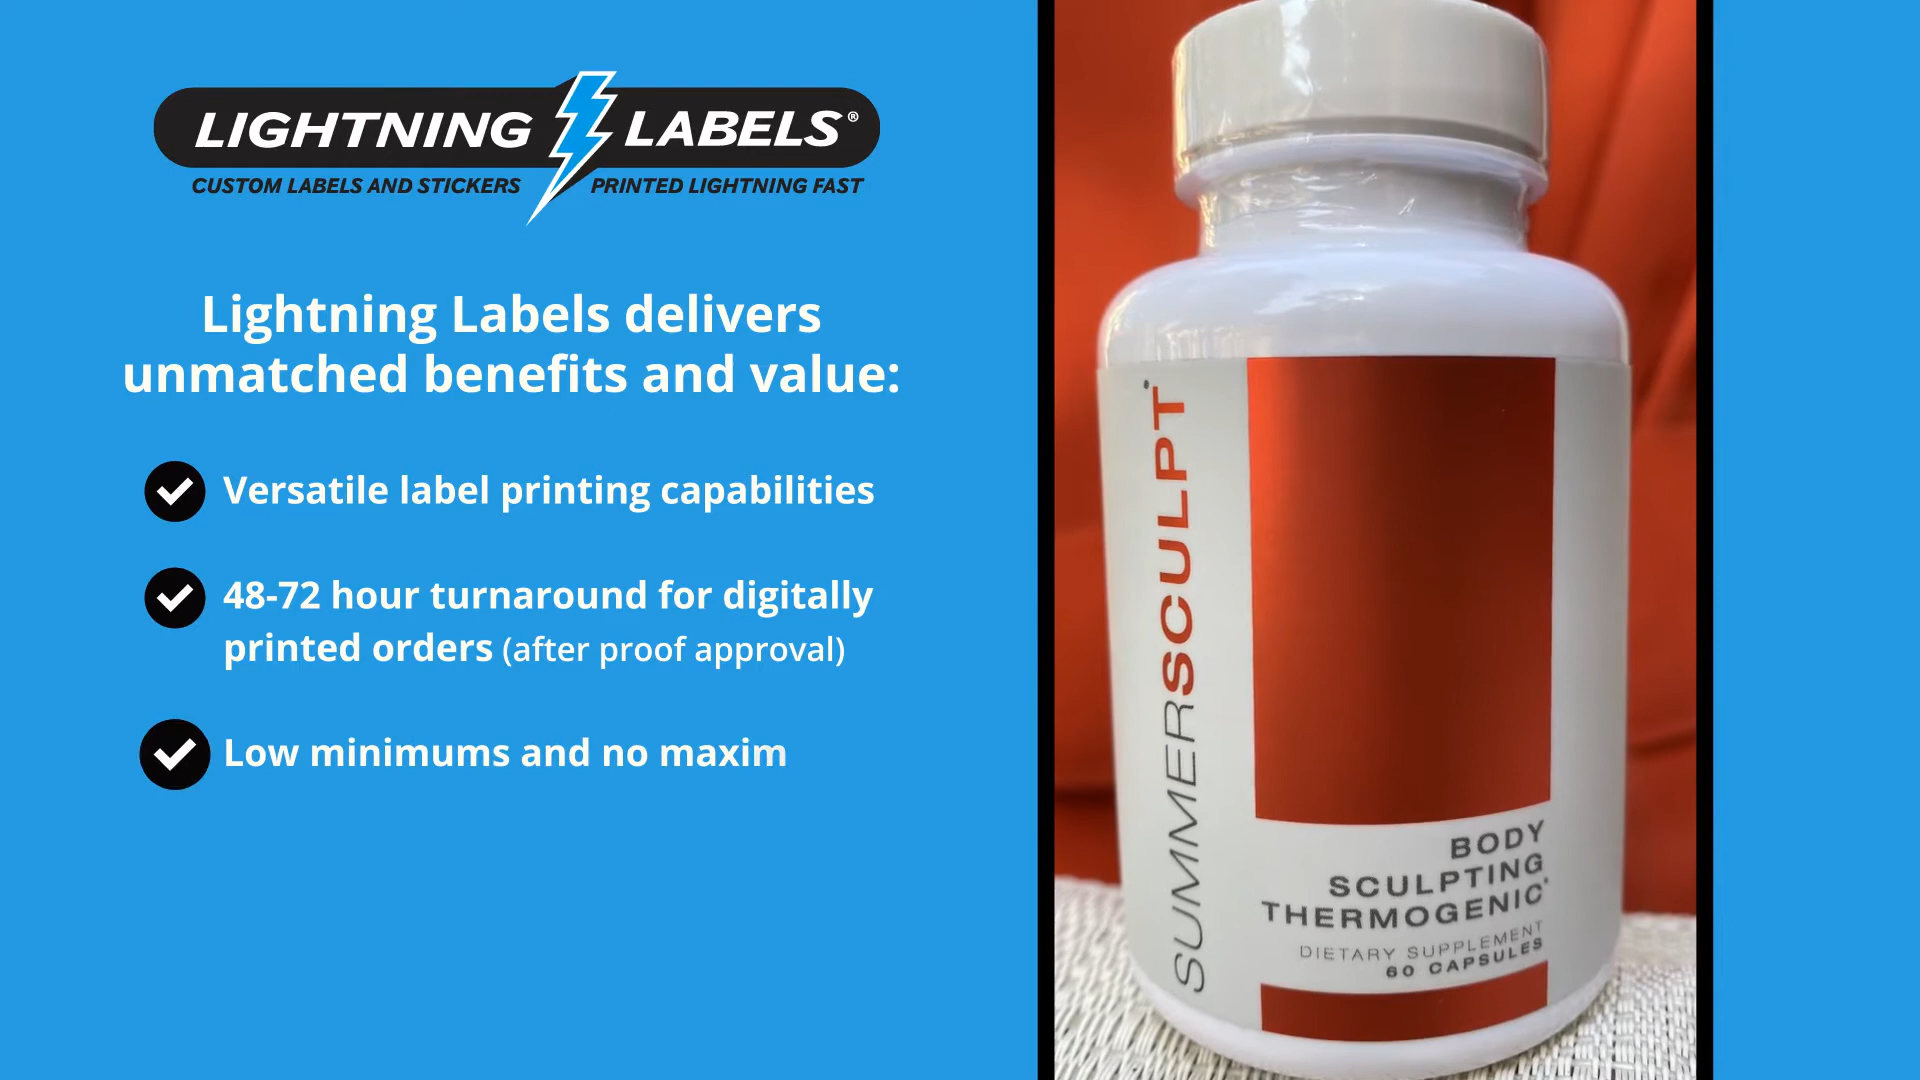 LIGHTNING LABELS®
CUSTOM LABELS AND STICKERS PRINTED LIGHTNING FAST
Lightning Labels delivers
unmatched benefits and value:
Versatile label printing capabilities
48-72 hour turnaround for digitally
printed orders (after proof approval)
Low minimums and no maxim
SUMMERSCULPT*
BODY
SCULPTING
THERMOGENIC*
DIETARY SUPPLEMENT
60 CAPSULES